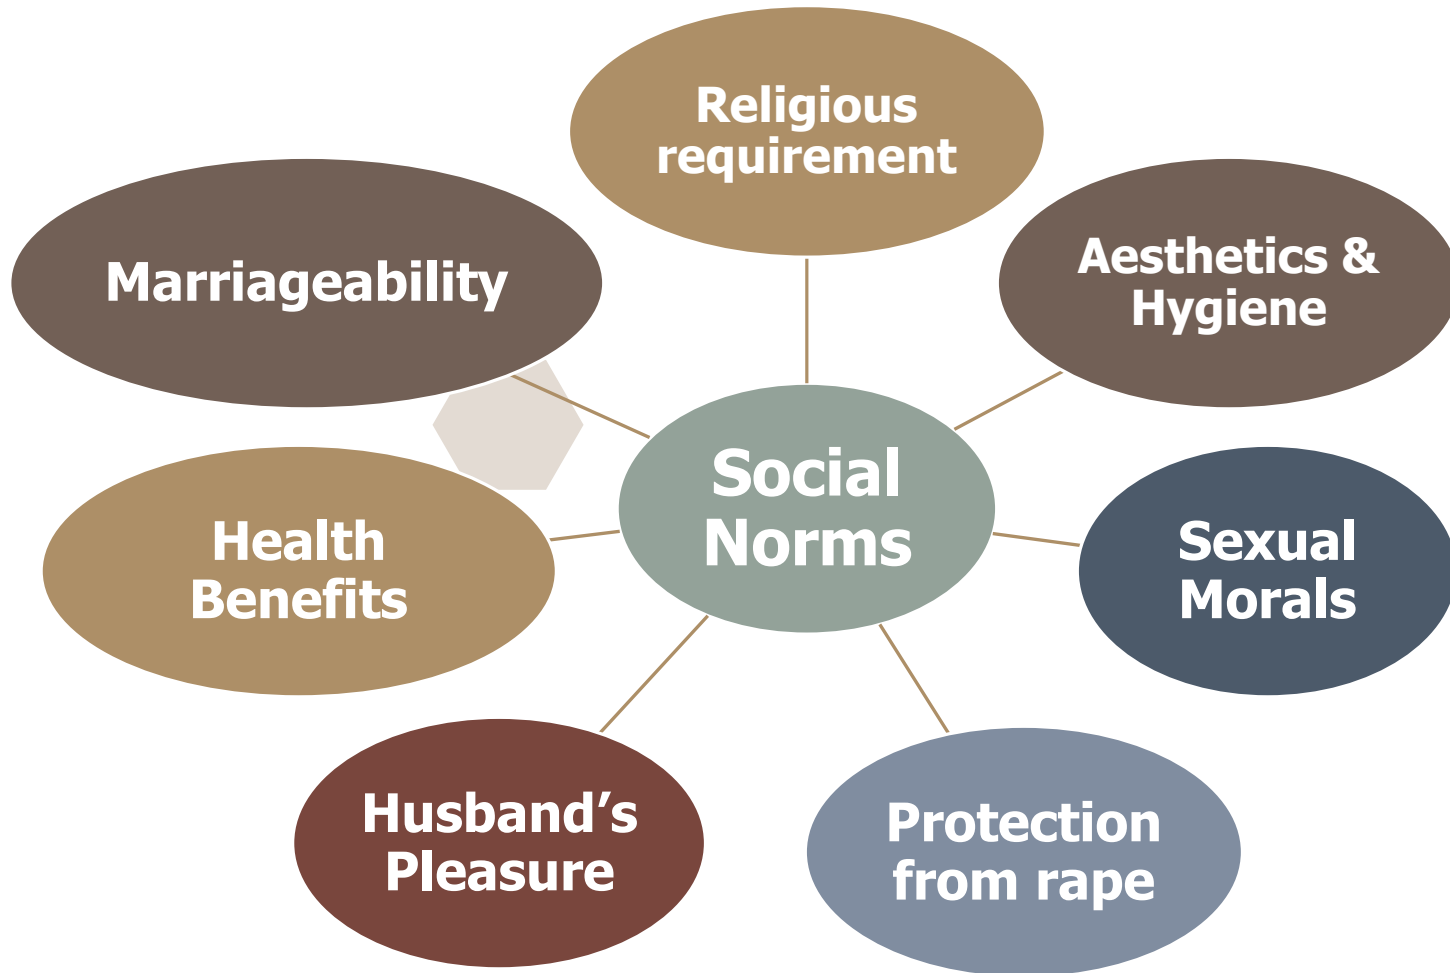 Religious
requirement
Marriageability
Aesthetics &
Hygiene
Social
Norms
Health
Benefits
Sexual
Morals
Husband’s
Pleasure
Protection
from rape